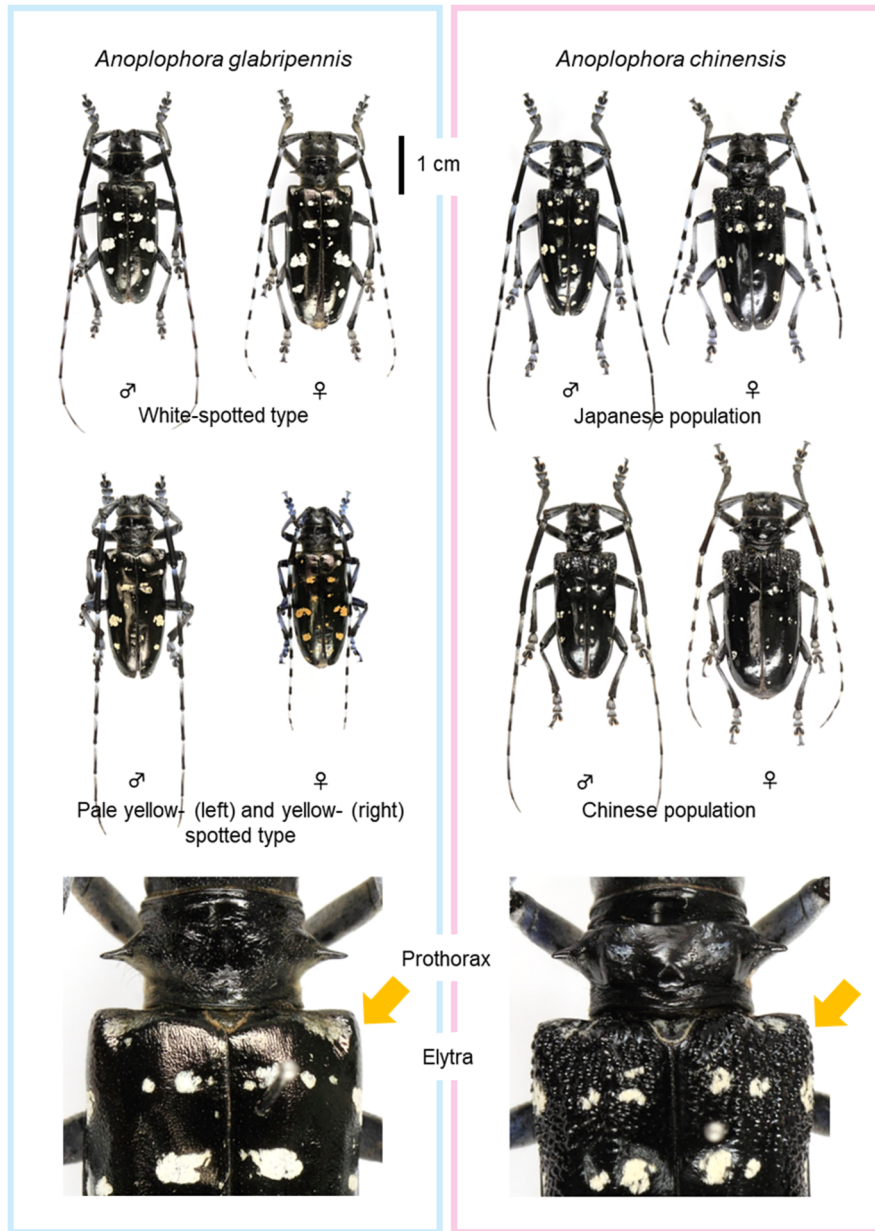 Anoplophora glabripennis
Anoplophora chinensis
1 cm
♂
♀
White-spotted type
♂
♀
Japanese population
♂
♀
Pale yellow- (left) and yellow- (right)
spotted type
♂
♀
Chinese population
Prothorax
Elytra